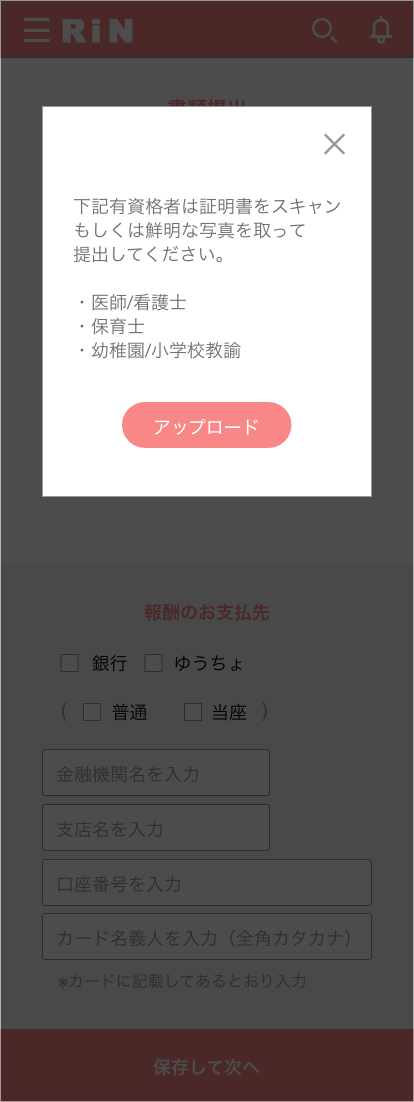 RiN
書類提出
下記有資格者は証明書をスキャン
もしくは鮮明な写真を取って
提出してください。
・医師/看護士
・保育士
・幼稚園/小学校教諭
アップロード
報酬のお支払先
銀行 ゆうちょ
( 普通 当座 )
金融機関名を入力
支店名を入力
口座番号を入力
カード名義人を入力（全角カタカナ）
※カードに記載してあるとおり入力
保存して次へ